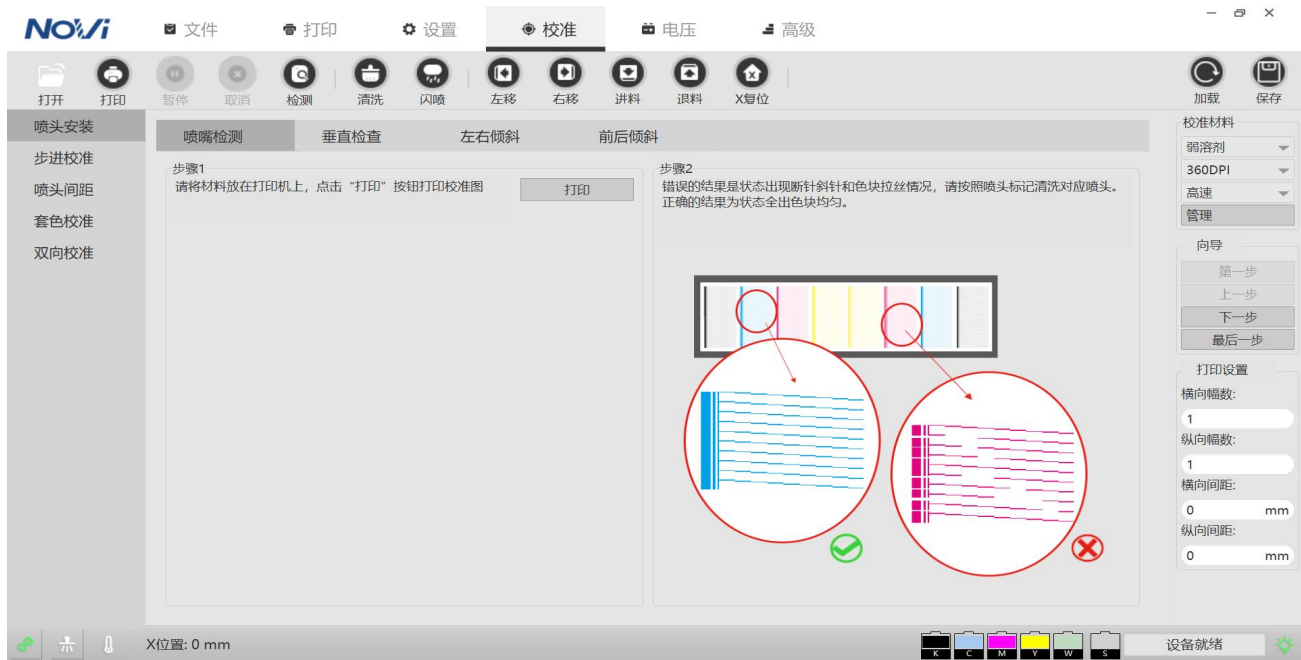 NOVi
文件
打印
设置
校准
电压
高级
打开
打印
暂停
取消
检测
清洗
闪喷
左移
右移
进料
退料
X复位
加载
保存
喷头安装
步进校准
喷头间距
套色校准
双向校准
喷嘴检测
垂直检查
左右倾斜
前后倾斜
步骤1
请将材料放在打印机上，点击“打印”按钮打印校准图
打印
步骤2
错误的结果是状态出现断针斜针和色块拉丝情况，请按照喷头标记清洗对应喷头。
正确的结果为状态全出色块均匀。
校准材料
弱溶剂
360DPI
高速
管理
向导
第一步
上一步
下一步
最后一步
打印设置
横向幅数:
1
纵向幅数:
1
横向间距:
0 mm
纵向间距:
0 mm
X位置: 0 mm
K
C
M
Y
W
S
设备就绪